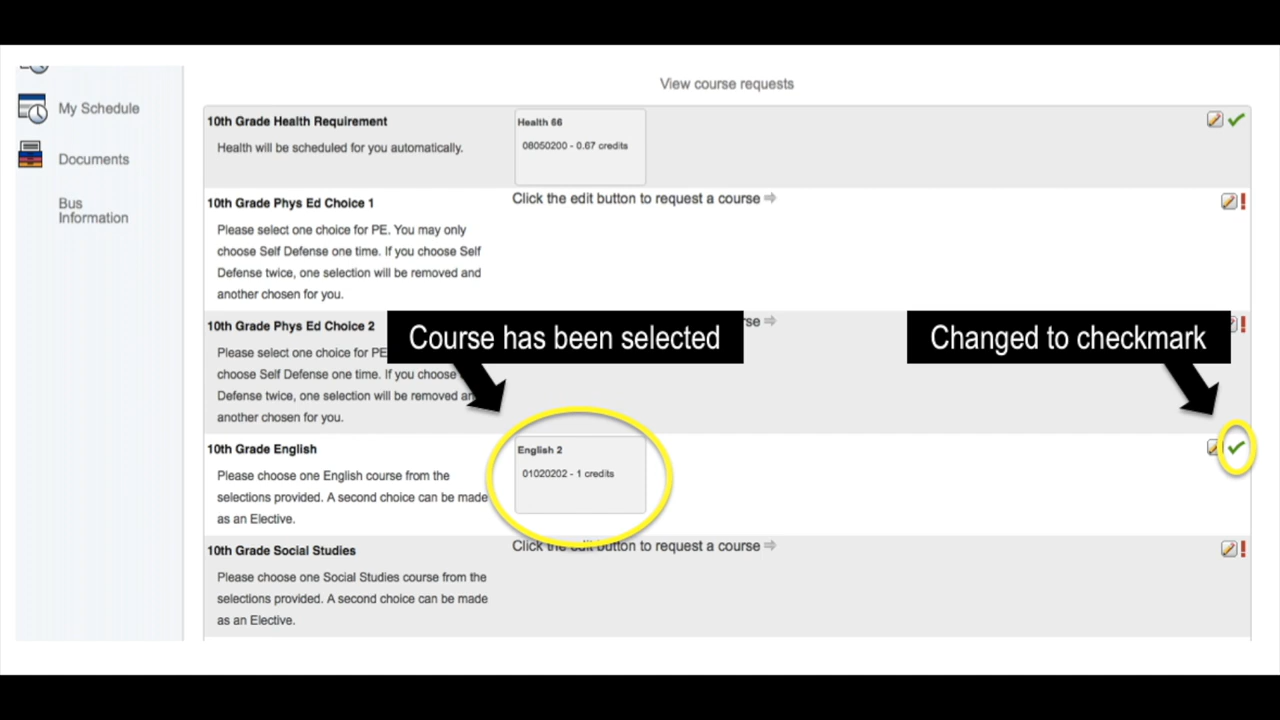 View course requests
My Schedule
Documents
Bus
Information
10th Grade Health Requirement
Health will be scheduled for you automatically.
Health 66
08050200 - 0.67 credits
10th Grade Phys Ed Choice 1
Click the edit button to request a course
Please select one choice for PE. You may only
choose Self Defense one time. If you choose Self
Defense twice, one selection will be removed and
another chosen for you.
10th Grade Phys Ed Choice 2
Please select one choice for PE
choose Self Defense one time. If you choose
Defense twice, one selection will be removed
another chosen for you.
Course has been selected
Changed to checkmark
10th Grade English
Please choose one English course from the
selections provided. A second choice can be made
as an Elective.
English 2
01020202 - 1 credits
10th Grade Social Studies
Click the edit button to request a course
Please choose one Social Studies course from the
selections provided. A second choice can be made
as an Elective.